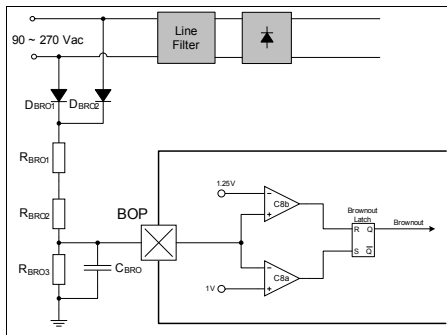 90 ~ 270 Vac
Line
Filter
DBRO1
DBRO2
RBRO1
RBRO2
RBRO3
CBRO
BOP
1.25V
−
+
C8b
−
+
C8a
1V
Brownout
Latch
R Q
S Q̅
Brownout